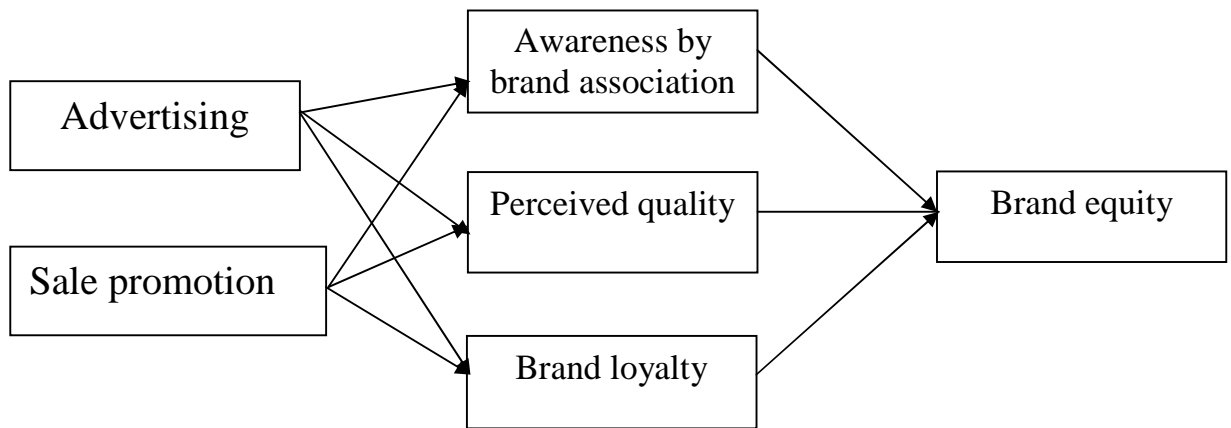 Advertising
Sale promotion
Awareness by
brand association
Perceived quality
Brand loyalty
Brand equity